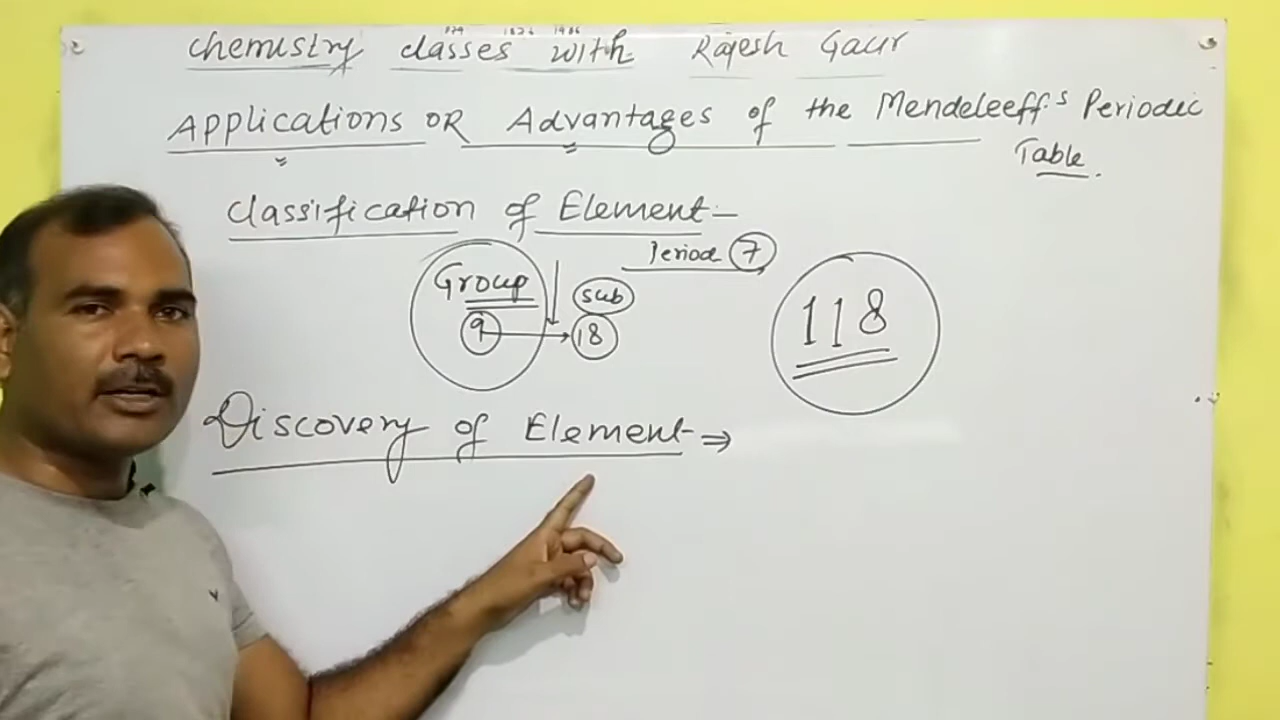 Chemistry classes with Rajesh Gaur
Applications OR Advantages of the Mendeleeff's Periodic
Table.
Classification of Element-
Period 7
Group sub
9 18
118
Discovery of Element- ⇒